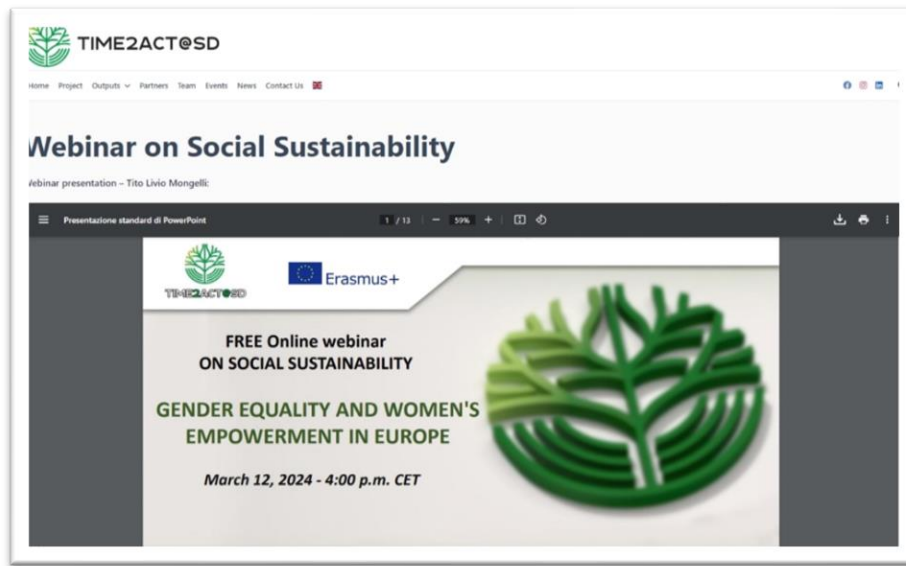 TIME2ACT@SD
Home Project Outputs Partners Team Events News Contact Us
Webinar on Social Sustainability
Webinar presentation – Tito Livio Mongelli:
Presentazione standard di PowerPoint 1 / 13 59%
TIME2ACT@SD
Erasmus+
FREE Online webinar
ON SOCIAL SUSTAINABILITY
GENDER EQUALITY AND WOMEN'S
EMPOWERMENT IN EUROPE
March 12, 2024 - 4:00 p.m. CET